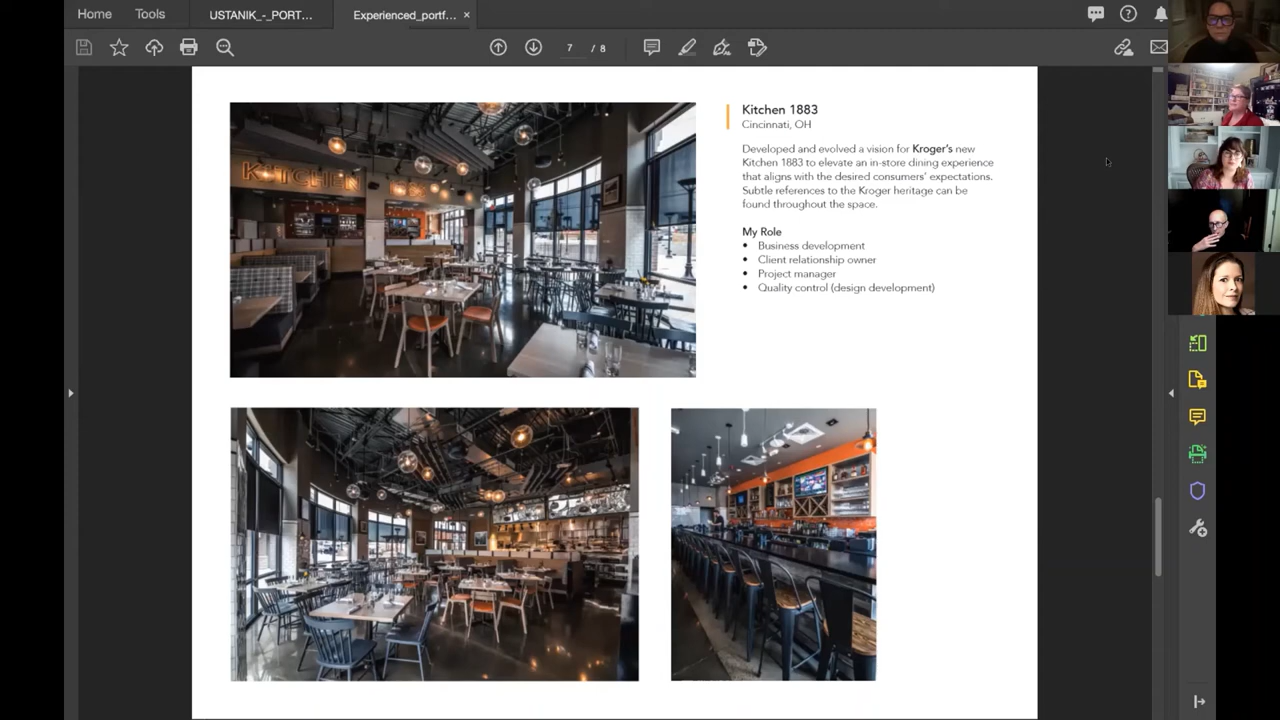 Home
Tools
USTANIK_-_PORT...
Experienced_portf...
7 / 8
Kitchen 1883
Cincinnati, OH
Developed and evolved a vision for Kroger's new
Kitchen 1883 to elevate an in-store dining experience
that aligns with the desired consumers' expectations.
Subtle references to the Kroger heritage can be
found throughout the space.
My Role
• Business development
• Client relationship owner
• Project manager
• Quality control (design development)
KITCHEN